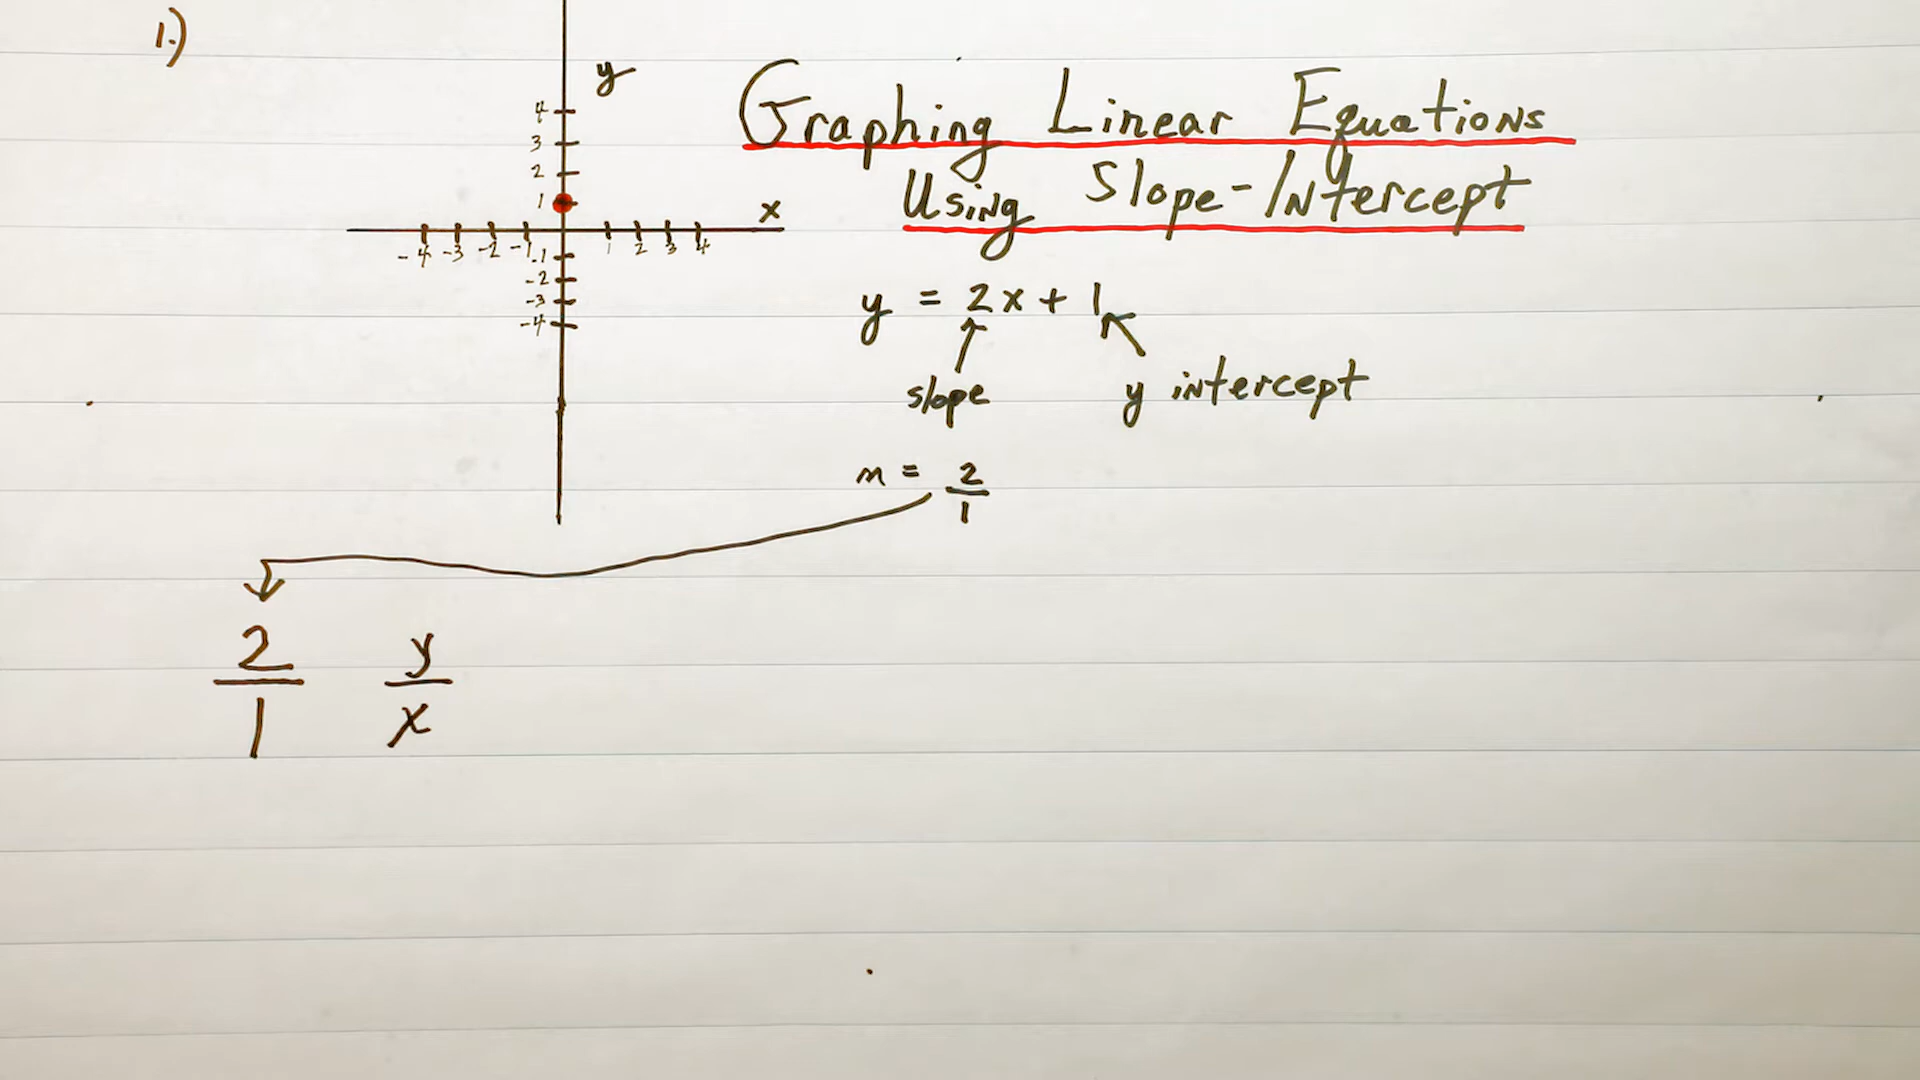 1.)
y
4
3
2
1
x
-4 -3 -2 -1 1 2 3 4
-1
-2
-3
-4
Graphing Linear Equations
Using Slope-Intercept
y = 2x + 1
slope y intercept
m = 2/1
2/1 y/x